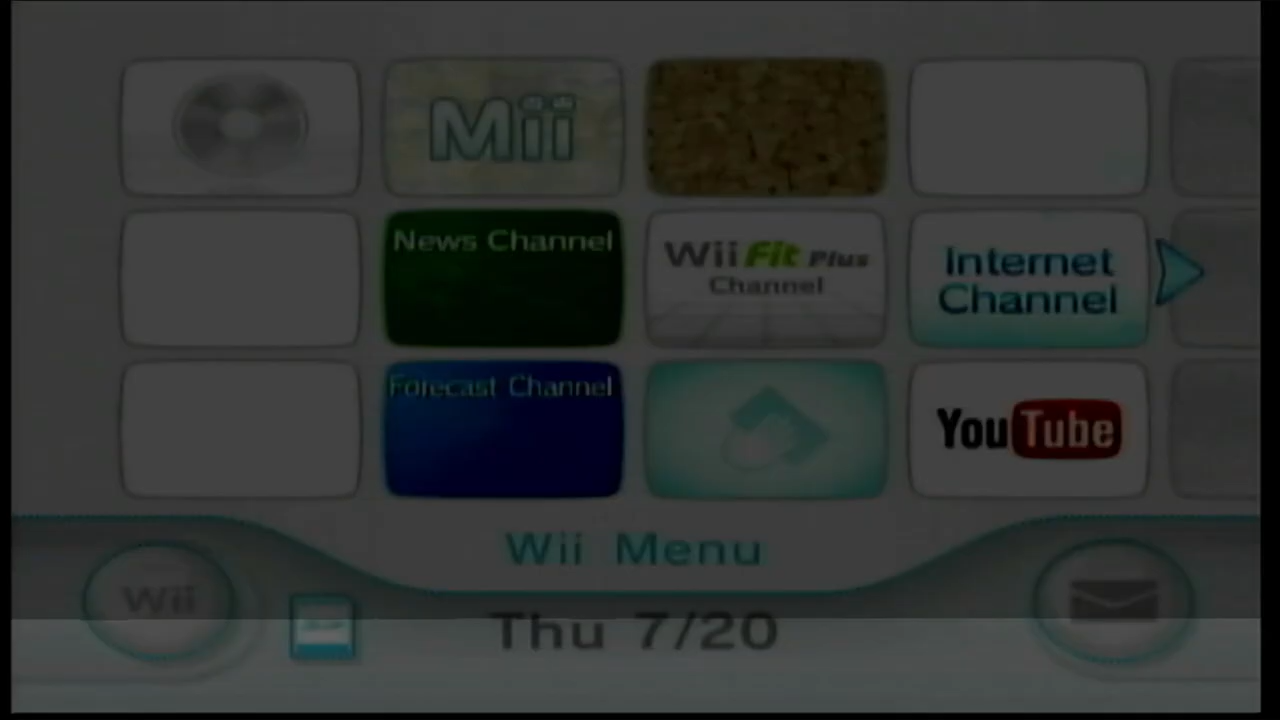 Mii
News Channel
Wii Fit Plus
Channel
Internet
Channel
Forecast Channel
YouTube
Wii Menu
Wii
Thu 7/20